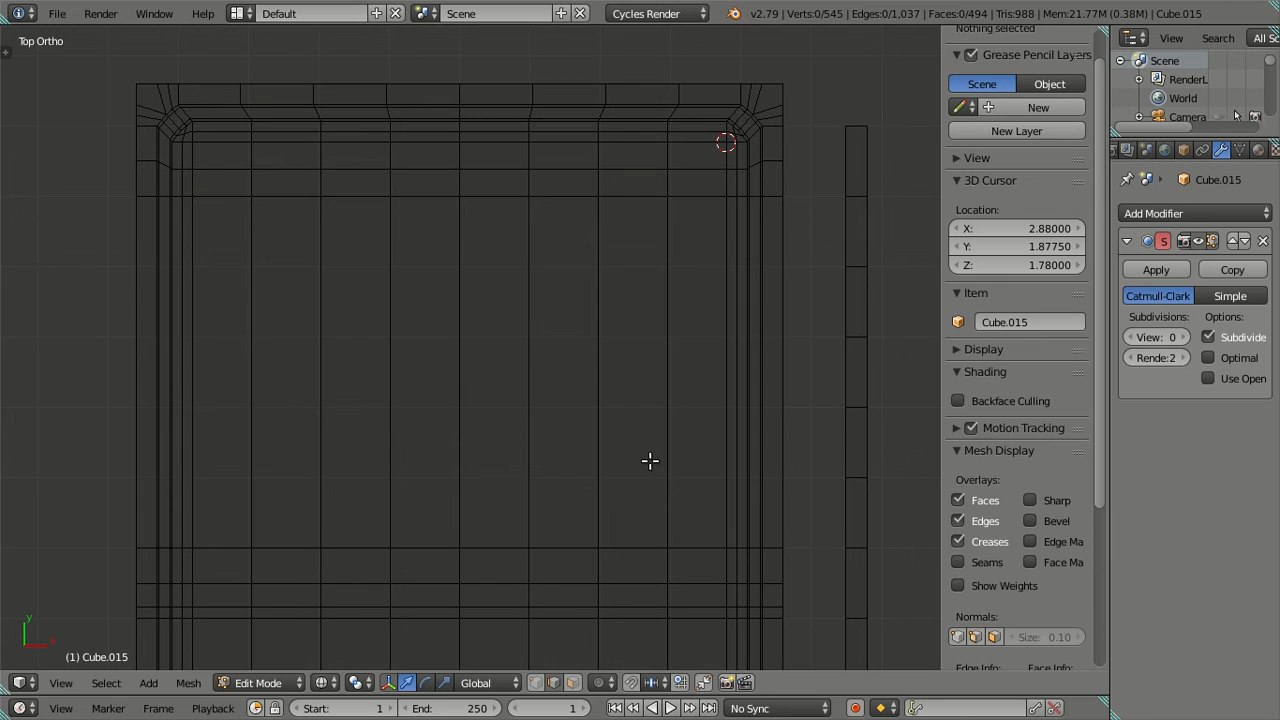 File Render Window Help Default Scene Cycles Render v2.79 | Verts:0/545 | Edges:0/1,037 | Faces:0/494 | Tris:988 | Mem:21.77M (0.38M) | Cube.015
Top Ortho
Nothing selected
Grease Pencil Layers
Scene Object
New
New Layer
View
3D Cursor
Location:
X: 2.88000
Y: 1.87750
Z: 1.78000
Item
Cube.015
Display
Shading
Backface Culling
Motion Tracking
Mesh Display
Overlays:
Faces Sharp
Edges Bevel
Creases Edge Ma
Seams Face Ma
Show Weights
Normals:
Size: 0.10
View Search All Sc
Scene
RenderL
World
Camera
Cube.015
Add Modifier
S
Apply Copy
Catmull-Clark Simple
Subdivisions: Options:
View: 0 Subdivide
Rende:2 Optimal
Use Open
y
x
(1) Cube.015
View Select Add Mesh Edit Mode Global
View Marker Frame Playback Start: 1 End: 250 1 No Sync